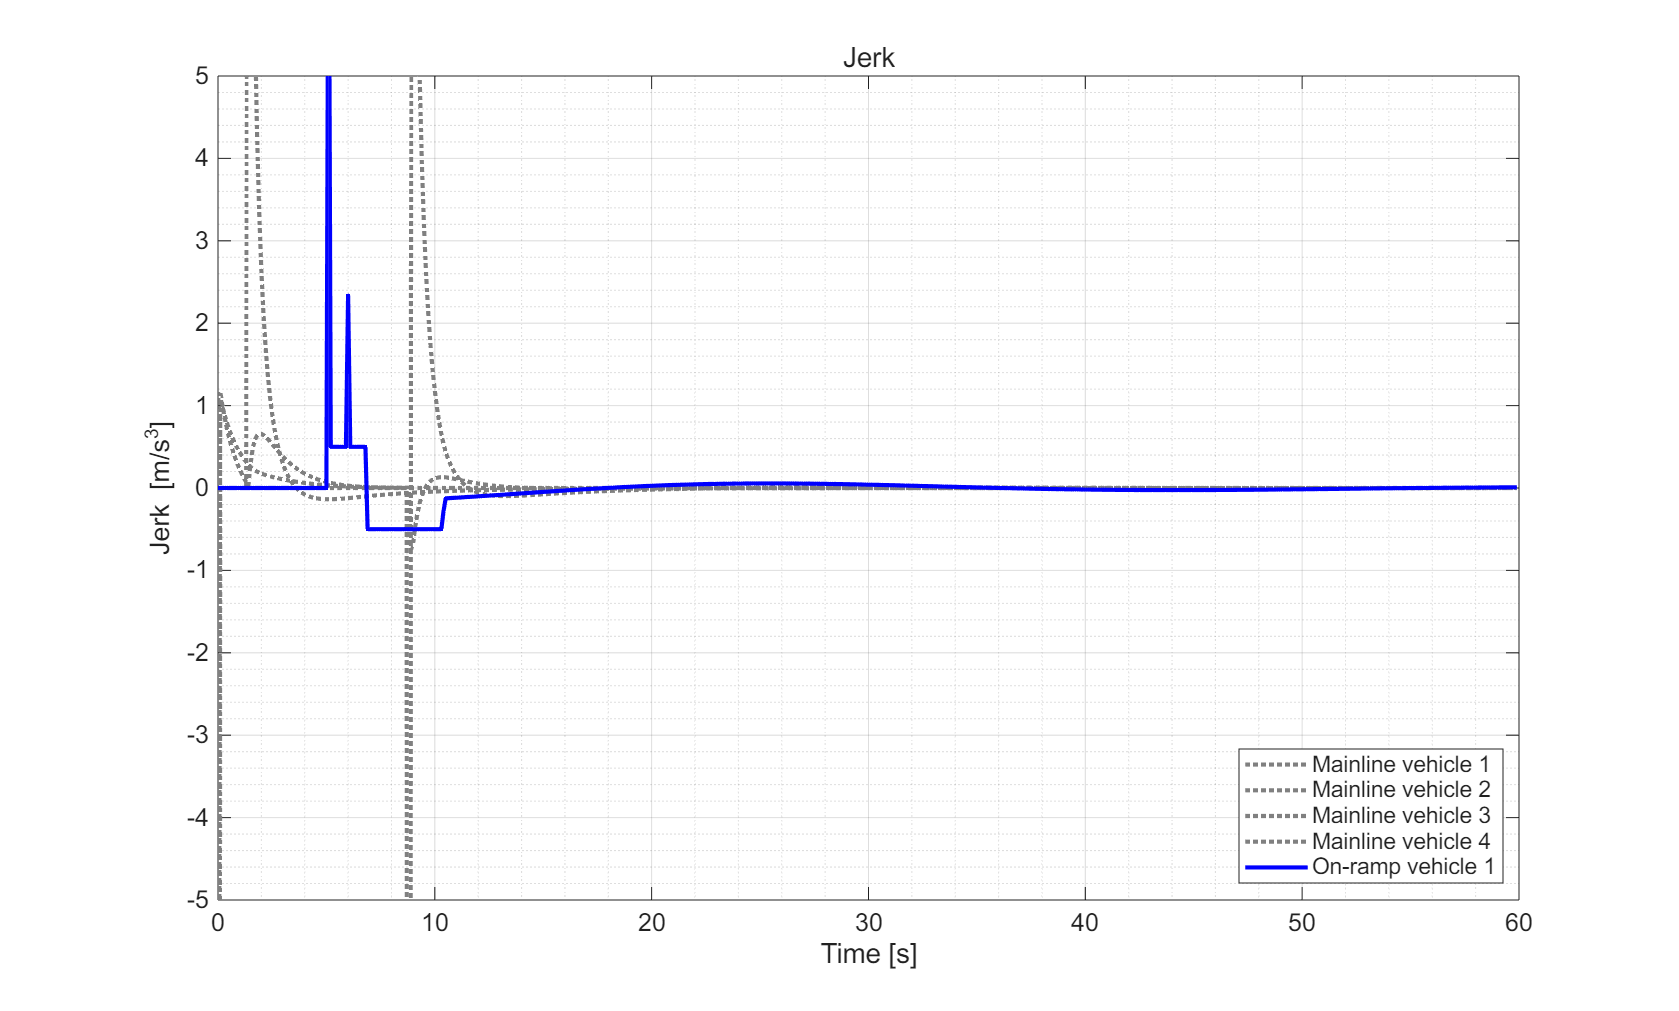 Jerk
5
4
3
2
1
0
-1
-2
-3
-4
-5
Jerk [m/s³]
0 10 20 30 40 50 60
Time [s]
Mainline vehicle 1
Mainline vehicle 2
Mainline vehicle 3
Mainline vehicle 4
On-ramp vehicle 1